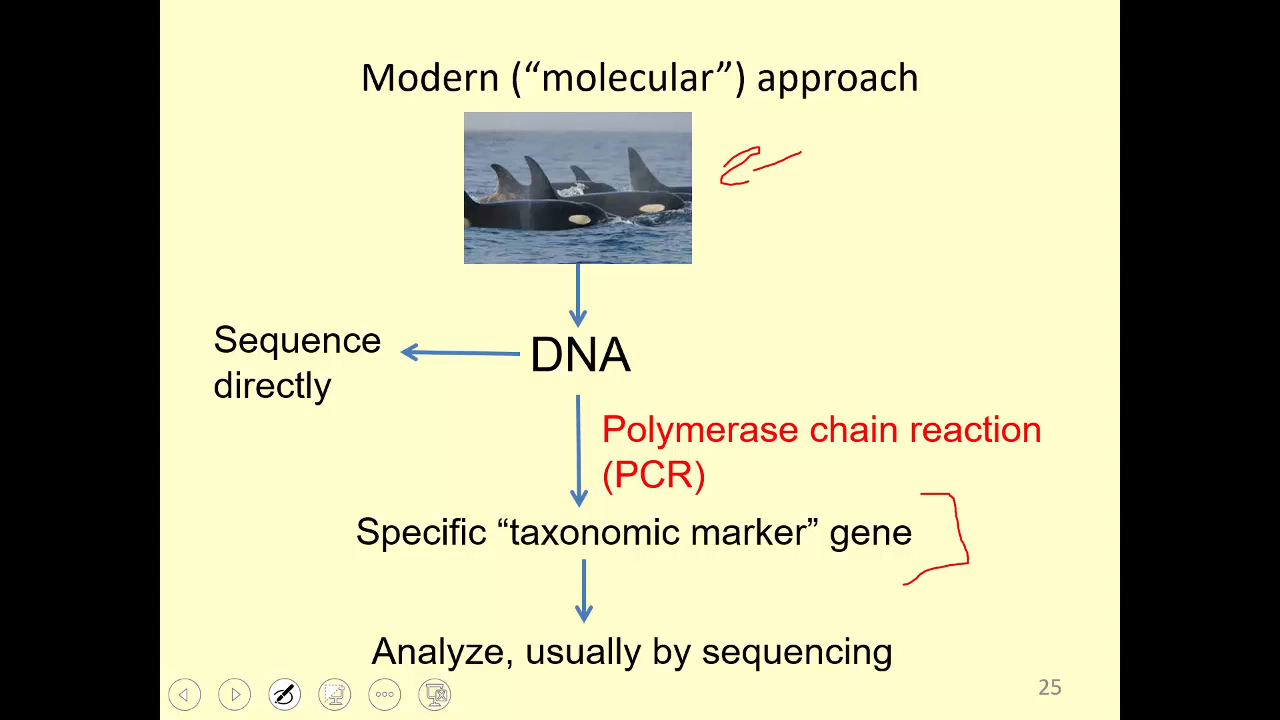 Modern (“molecular”) approach
Sequence
directly
DNA
Polymerase chain reaction
(PCR)
Specific “taxonomic marker” gene
Analyze, usually by sequencing
25